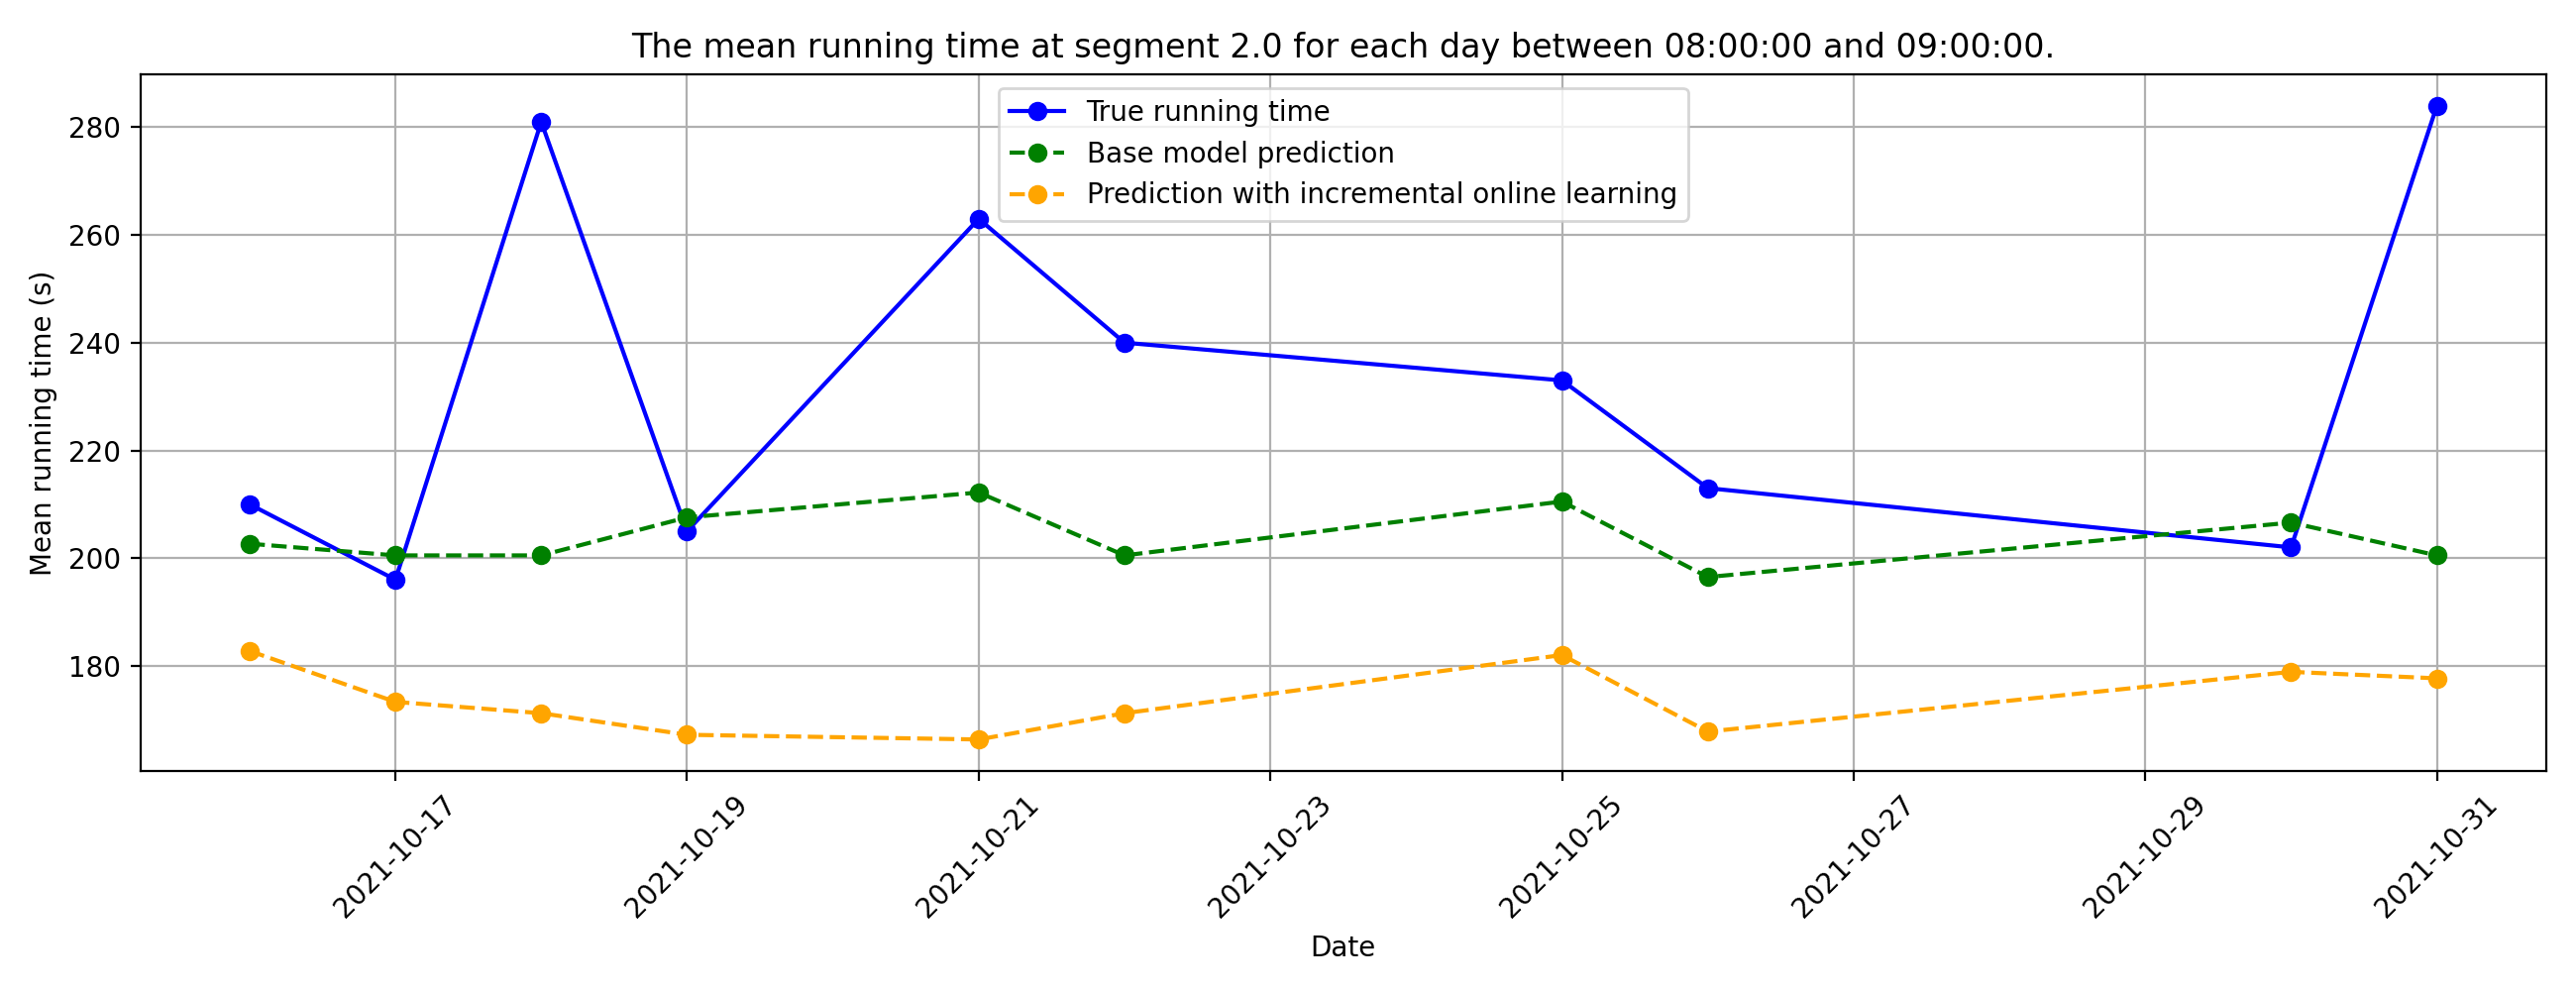 The mean running time at segment 2.0 for each day between 08:00:00 and 09:00:00.
True running time
Base model prediction
Prediction with incremental online learning
Mean running time (s)
280
260
240
220
200
180
2021-10-17
2021-10-19
2021-10-21
2021-10-23
2021-10-25
2021-10-27
2021-10-29
2021-10-31
Date